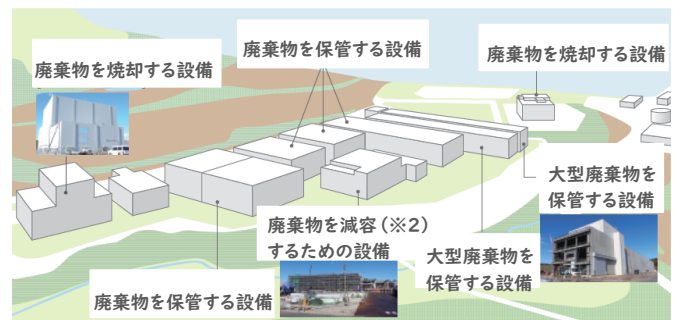 廃棄物を保管する設備
廃棄物を焼却する設備
廃棄物を焼却する設備
大型廃棄物を
保管する設備
廃棄物を減容(※2)
するための設備
大型廃棄物を
保管する設備
廃棄物を保管する設備